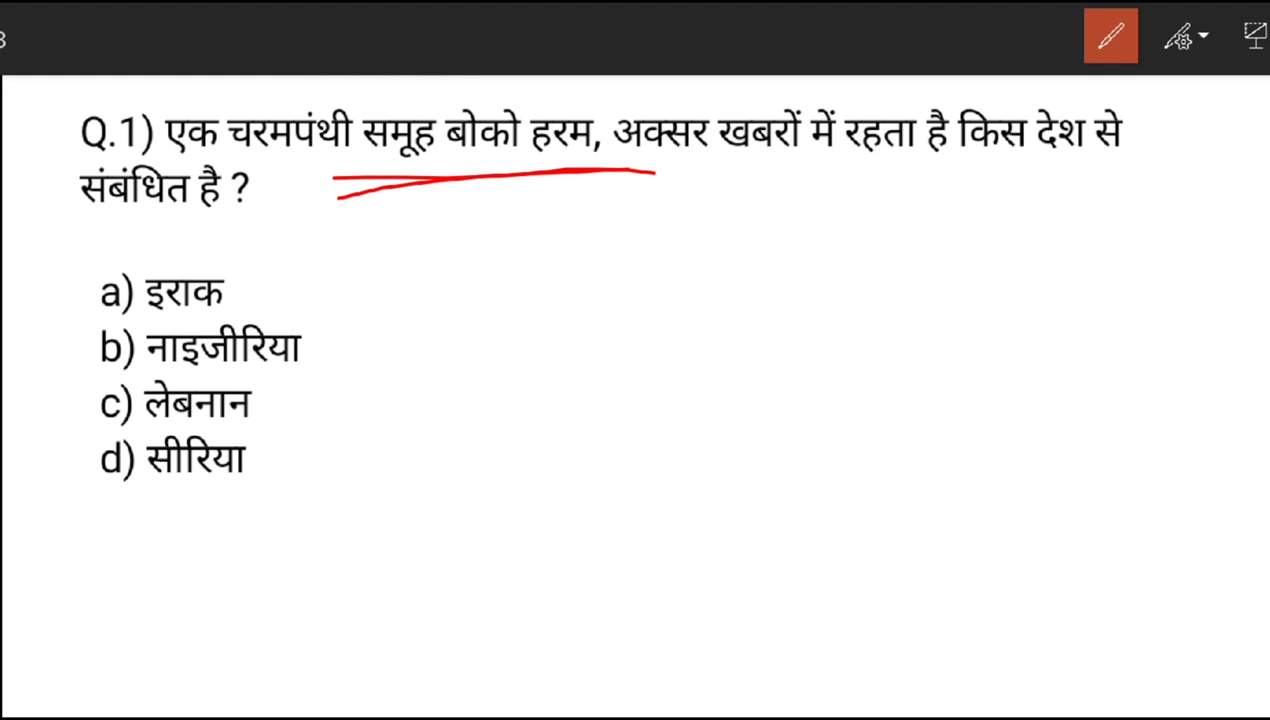 Q.1) एक चरमपंथी समूह बोको हरम, अक्सर खबरों में रहता है किस देश से
संबंधित है ?
a) इराक
b) नाइजीरिया
c) लेबनान
d) सीरिया